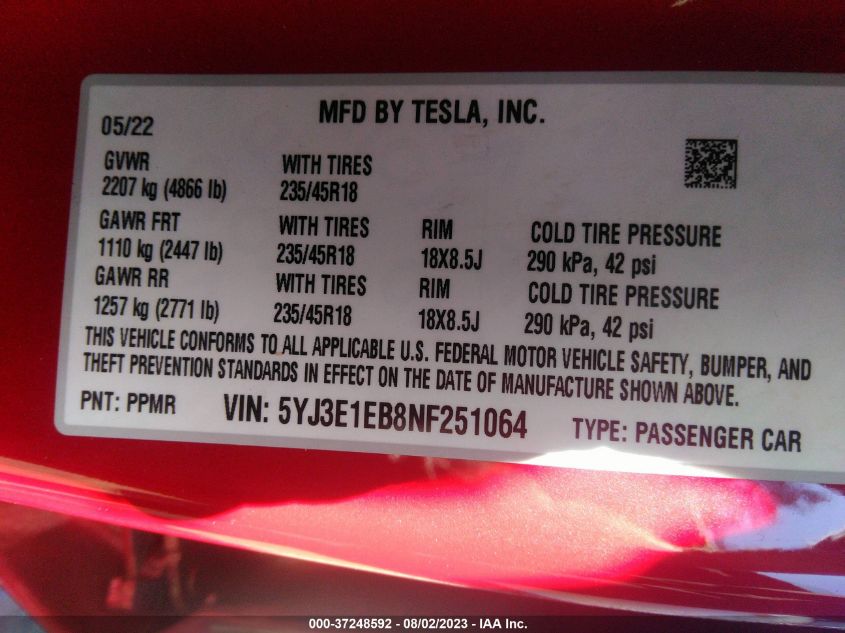 MFD BY TESLA, INC.
05/22
GVWR WITH TIRES
2207 kg (4866 lb) 235/45R18
GAWR FRT WITH TIRES RIM COLD TIRE PRESSURE
1110 kg (2447 lb) 235/45R18 18X8.5J 290 kPa, 42 psi
GAWR RR WITH TIRES RIM COLD TIRE PRESSURE
1257 kg (2771 lb) 235/45R18 18X8.5J 290 kPa, 42 psi
THIS VEHICLE CONFORMS TO ALL APPLICABLE U.S. FEDERAL MOTOR VEHICLE SAFETY, BUMPER, AND
THEFT PREVENTION STANDARDS IN EFFECT ON THE DATE OF MANUFACTURE SHOWN ABOVE.
PNT: PPMR VIN: 5YJ3E1EB8NF251064 TYPE: PASSENGER CAR
000-37248592 - 08/02/2023 - IAA Inc.